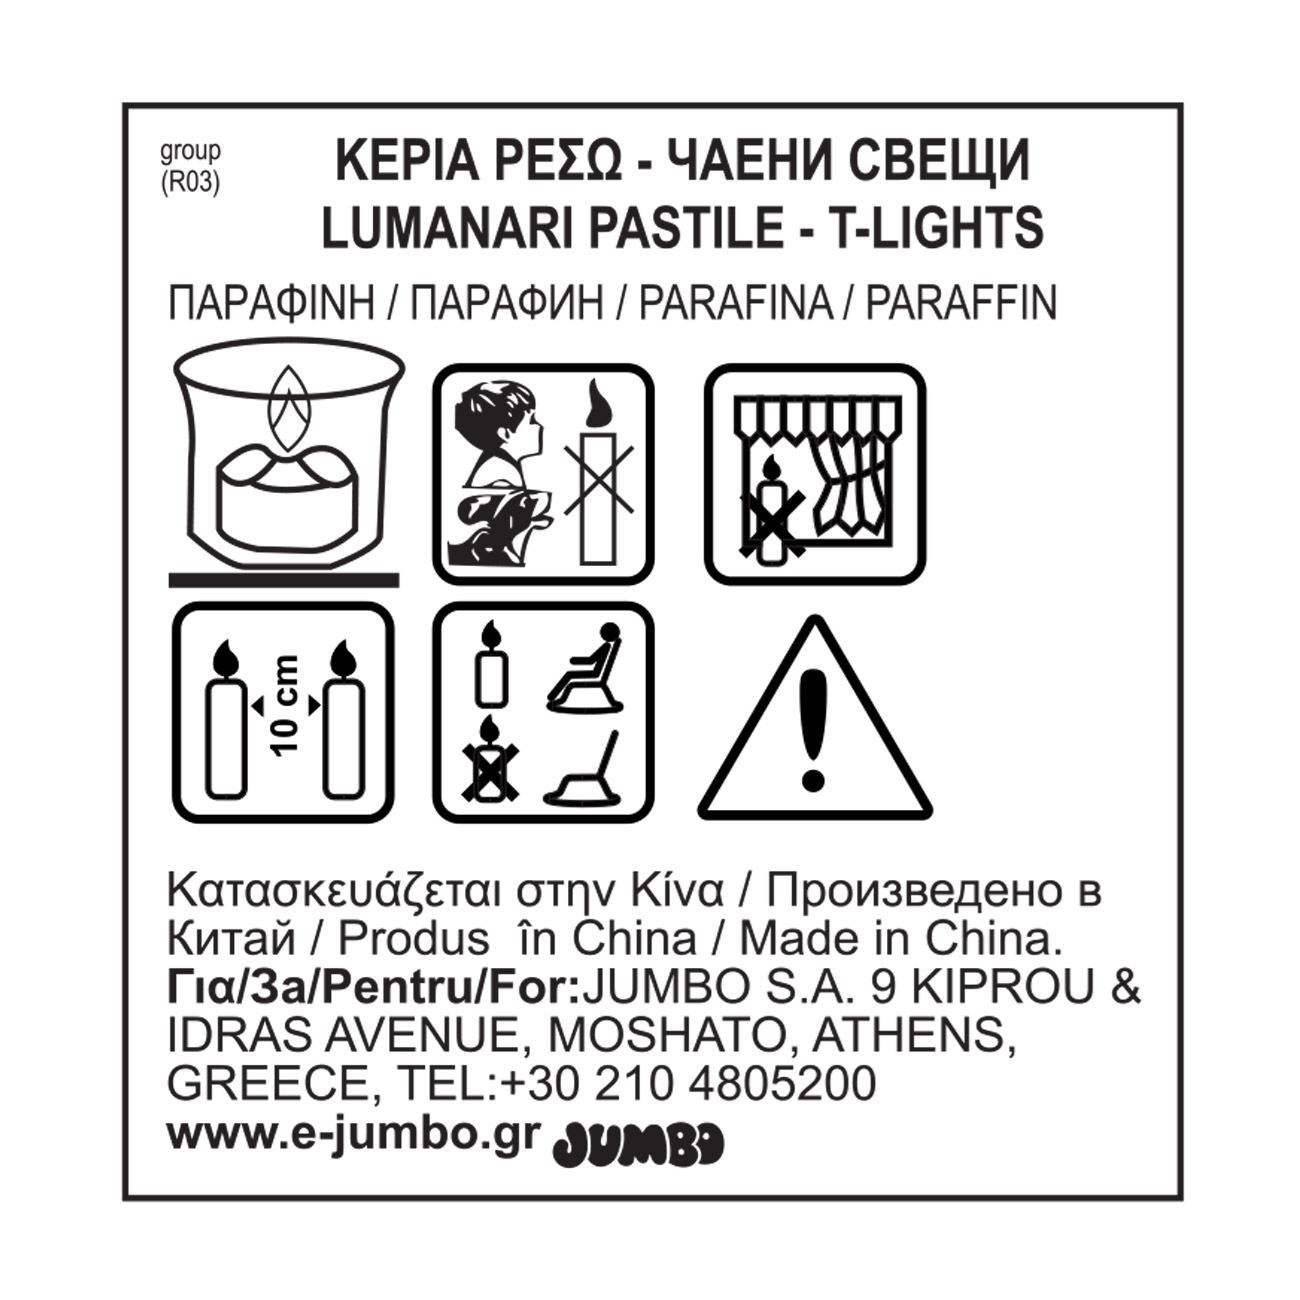 group
(R03)
ΚΕΡΙΑ ΡΕΣΩ - ЧАЕНИ СВЕЩИ
LUMANARI PASTILE - T-LIGHTS
ΠΑΡΑΦΙΝΗ / ПАРАФИН / PARAFINA / PARAFFIN
10 cm
Κατασκευάζεται στην Κίνα / Произведено в
Китай / Produs în China / Made in China.
Για/За/Pentru/For:JUMBO S.A. 9 KIPROU &
IDRAS AVENUE, MOSHATO, ATHENS,
GREECE, TEL:+30 210 4805200
www.e-jumbo.gr JUMBO